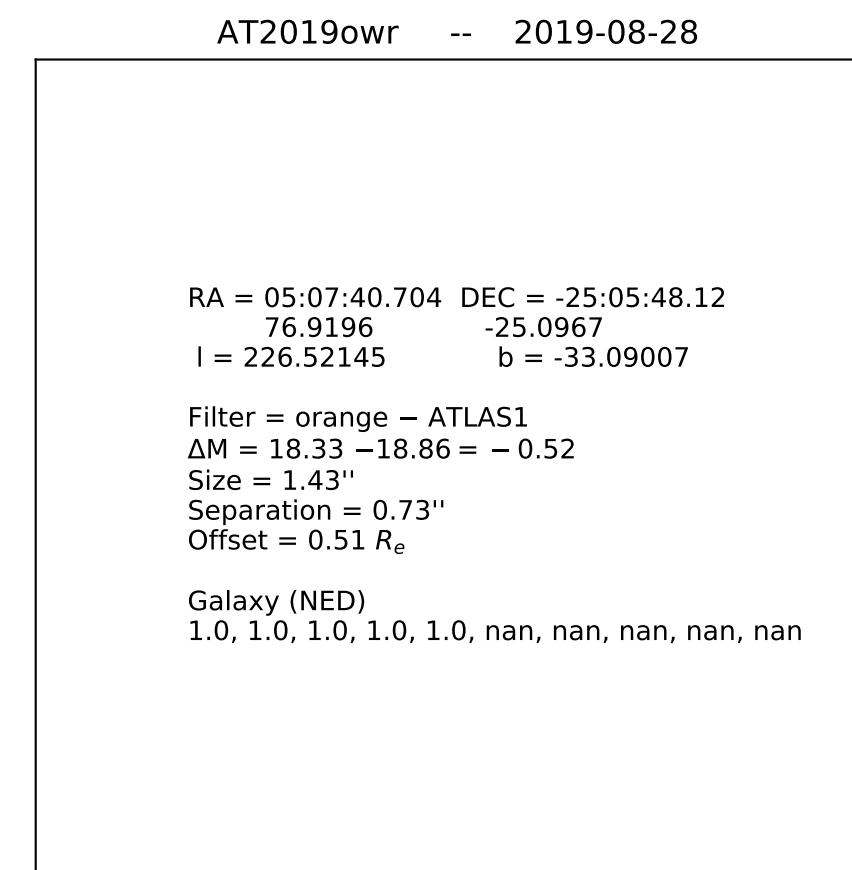 AT2019owr -- 2019-08-28
RA = 05:07:40.704 DEC = -25:05:48.12
76.9196 -25.0967
l = 226.52145 b = -33.09007
Filter = orange − ATLAS1
ΔM = 18.33 −18.86 = − 0.52
Size = 1.43''
Separation = 0.73''
Offset = 0.51 Re
Galaxy (NED)
1.0, 1.0, 1.0, 1.0, 1.0, nan, nan, nan, nan, nan